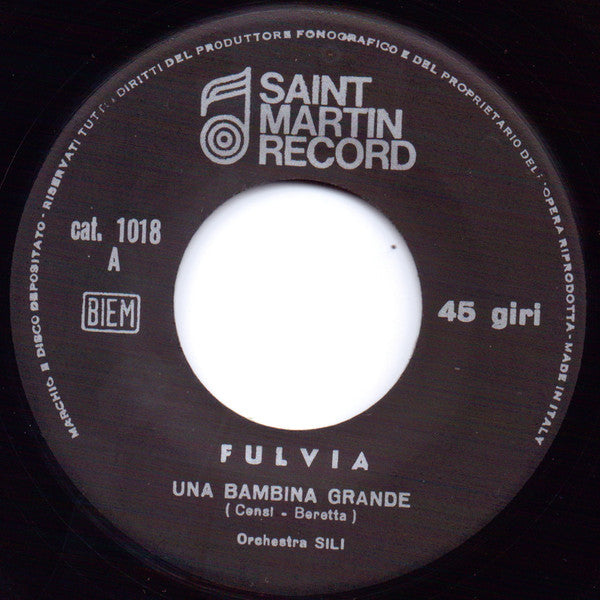 MARCHIO E DISCO DEPOSITATO - RISERVATI TUTTI I DIRITTI DEL PRODUTTORE FONOGRAFICO E DEL PROPRIETARIO DELL'OPERA RIPRODOTTA - MADE IN ITALY
SAINT
MARTIN
RECORD
cat. 1018
A
BIEM
45 giri
FULVIA
UNA BAMBINA GRANDE
( Censi - Beretta )
Orchestra SILI